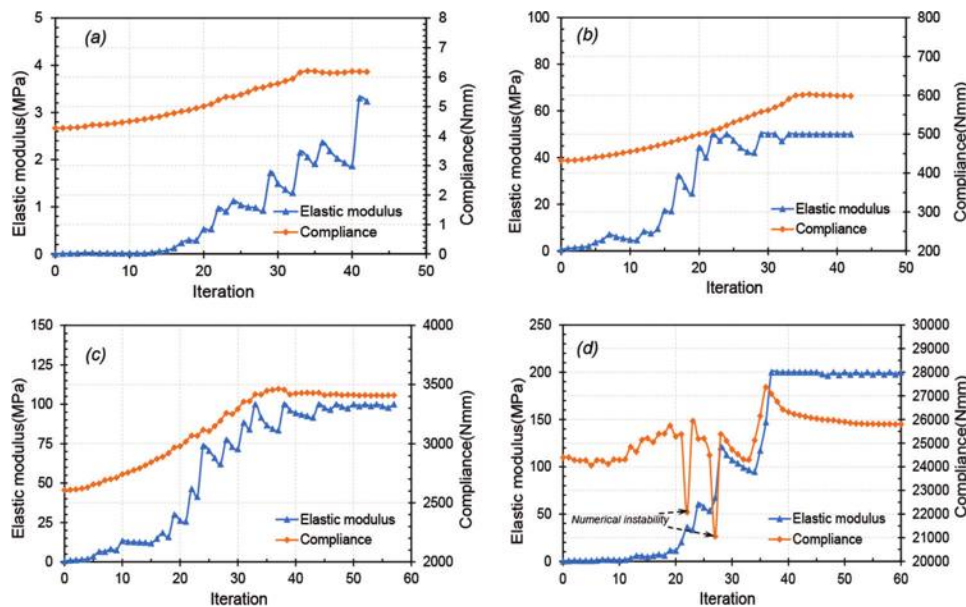 (a)
5
4
3
2
1
0
Elastic modulus(MPa)
8
7
6
5
4
3
2
1
0
Compliance(Nmm)
Elastic modulus
Compliance
0 10 20 30 40 50
Iteration
(b)
100
80
60
40
20
0
Elastic modulus(MPa)
800
700
600
500
400
300
200
Compliance(Nmm)
Elastic modulus
Compliance
0 10 20 30 40 50
Iteration
(c)
150
125
100
75
50
25
0
Elastic modulus(MPa)
4000
3500
3000
2500
2000
Compliance(Nmm)
Elastic modulus
Compliance
0 10 20 30 40 50 60
Iteration
(d)
250
200
150
100
50
0
Elastic modulus(MPa)
30000
29000
28000
27000
26000
25000
24000
23000
22000
21000
20000
Compliance(Nmm)
Numerical instability
Elastic modulus
Compliance
0 10 20 30 40 50 60
Iteration